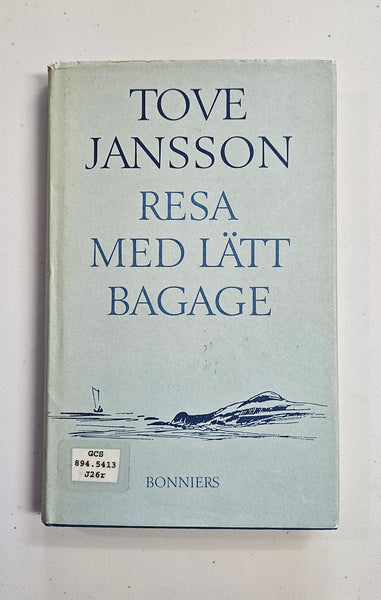 TOVE
JANSSON
RESA
MED LÄTT
BAGAGE
GCS
894.5413
J26r
BONNIERS